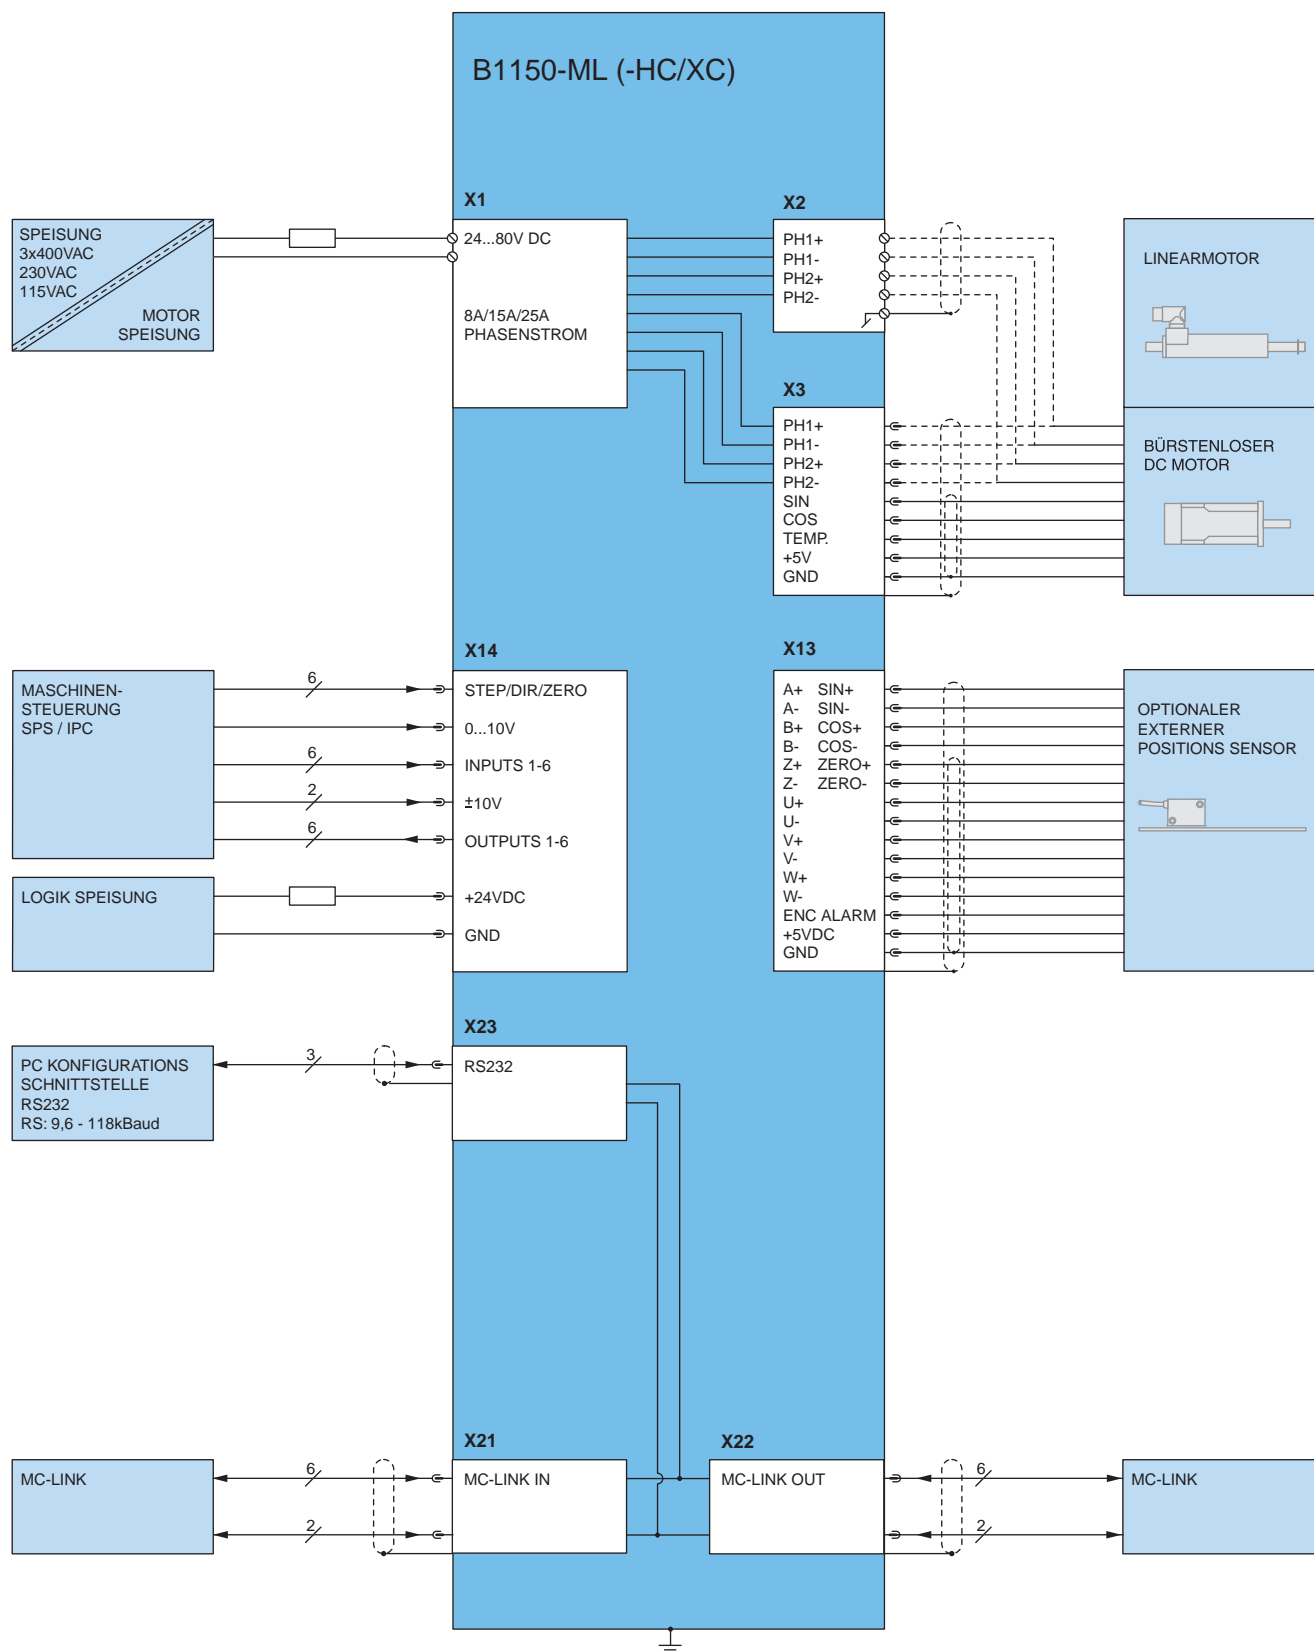 B1150-ML (-HC/XC)
SPEISUNG
3x400VAC
230VAC
115VAC
MOTOR
SPEISUNG
X1
24...80V DC
8A/15A/25A
PHASENSTROM
X2
PH1+
PH1-
PH2+
PH2-
LINEARMOTOR
X3
PH1+
PH1-
PH2+
PH2-
SIN
COS
TEMP.
+5V
GND
BÜRSTENLOSER
DC MOTOR
MASCHINEN-
STEUERUNG
SPS / IPC
6
6
2
6
X14
STEP/DIR/ZERO
0...10V
INPUTS 1-6
±10V
OUTPUTS 1-6
LOGIK SPEISUNG
+24VDC
GND
X13
A+ SIN+
A- SIN-
B+ COS+
B- COS-
Z+ ZERO+
Z- ZERO-
U+
U-
V+
V-
W+
W-
ENC ALARM
+5VDC
GND
OPTIONALER
EXTERNER
POSITIONS SENSOR
PC KONFIGURATIONS
SCHNITTSTELLE
RS232
RS: 9,6 - 118kBaud
3
X23
RS232
MC-LINK
6
2
X21
MC-LINK IN
X22
MC-LINK OUT
6
2
MC-LINK